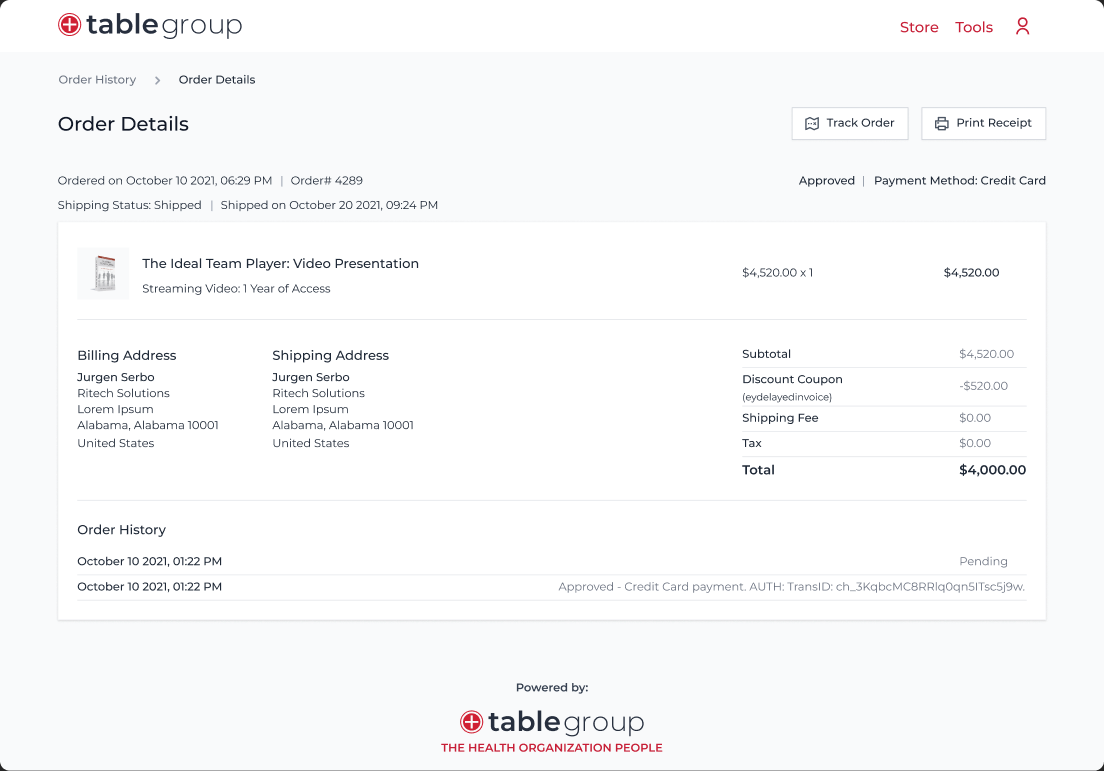 tablegroup
Store Tools
Order History > Order Details
Order Details
Track Order
Print Receipt
Ordered on October 10 2021, 06:29 PM | Order# 4289
Approved | Payment Method: Credit Card
Shipping Status: Shipped | Shipped on October 20 2021, 09:24 PM
The Ideal Team Player: Video Presentation
Streaming Video: 1 Year of Access
$4,520.00 x 1
$4,520.00
Billing Address
Jurgen Serbo
Ritech Solutions
Lorem Ipsum
Alabama, Alabama 10001
United States
Shipping Address
Jurgen Serbo
Ritech Solutions
Lorem Ipsum
Alabama, Alabama 10001
United States
Subtotal $4,520.00
Discount Coupon -$520.00
(eydelayedinvoice)
Shipping Fee $0.00
Tax $0.00
Total $4,000.00
Order History
October 10 2021, 01:22 PM Pending
October 10 2021, 01:22 PM Approved - Credit Card payment. AUTH: TransID: ch_3KqbcMC8RRlq0qn5ITsc5j9w.
Powered by:
tablegroup
THE HEALTH ORGANIZATION PEOPLE